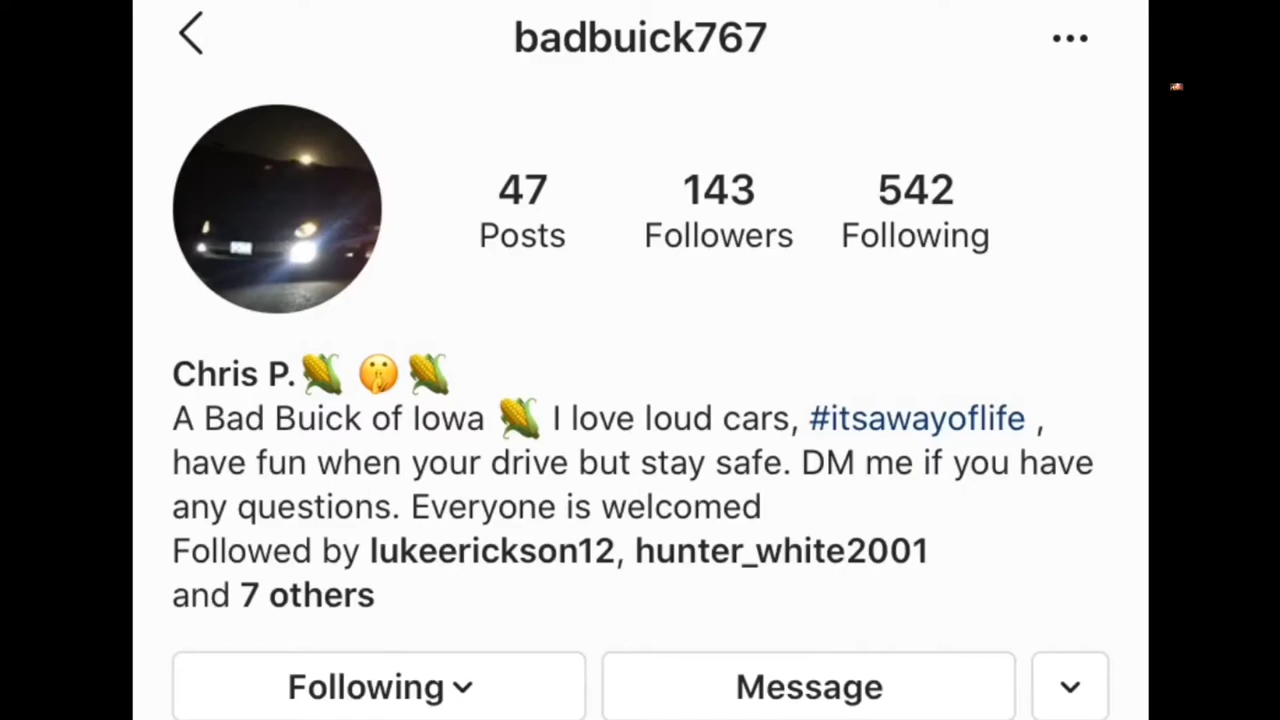 badbuick767
47 143 542
Posts Followers Following
Chris P.🌽 🤫 🌽
A Bad Buick of Iowa 🌽 I love loud cars, #itsawayoflife ,
have fun when your drive but stay safe. DM me if you have
any questions. Everyone is welcomed
Followed by lukeerickson12, hunter_white2001
and 7 others
Following Message